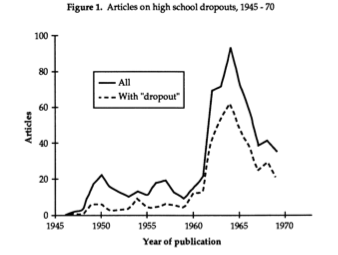 Figure 1. Articles on high school dropouts, 1945 - 70
100
80
60
40
20
0
Articles
All
With "dropout"
1945 1950 1955 1960 1965 1970
Year of publication